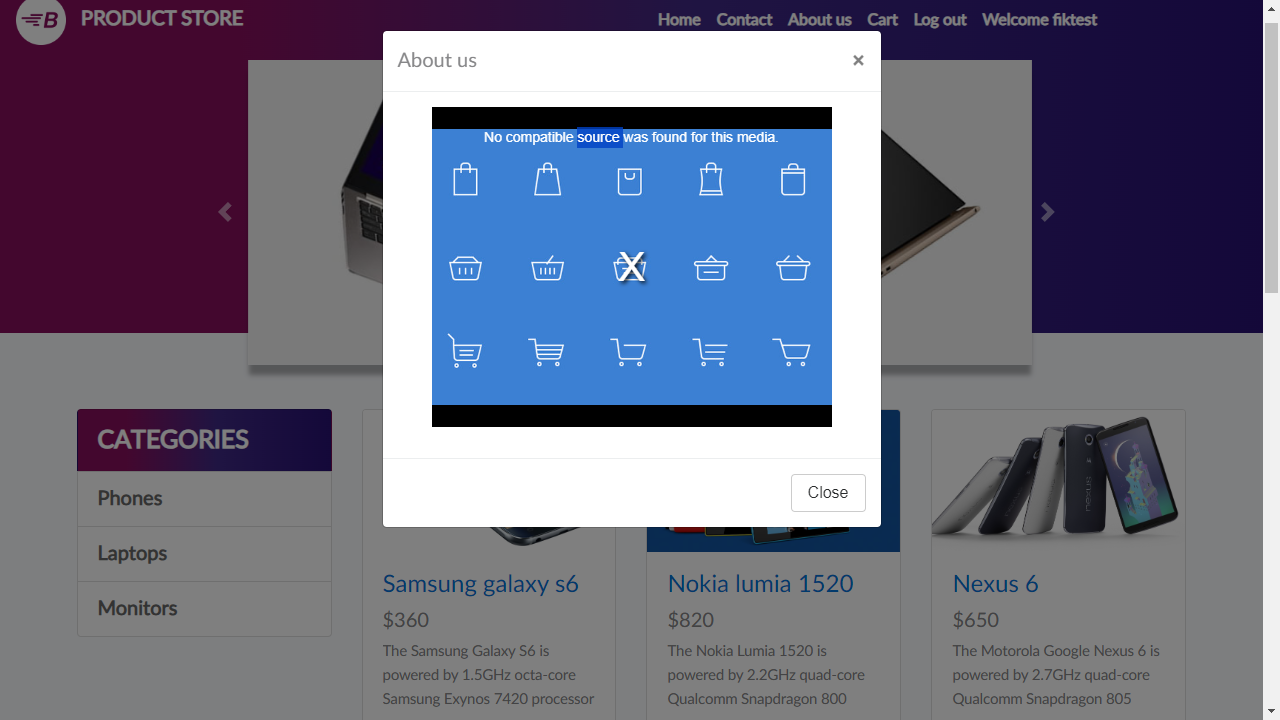 B
PRODUCT STORE
Home Contact About us Cart Log out Welcome fiktest
About us
×
No compatible source was found for this media.
X
Close
CATEGORIES
Phones
Laptops
Monitors
Samsung galaxy s6
$360
The Samsung Galaxy S6 is
powered by 1.5GHz octa-core
Samsung Exynos 7420 processor
Nokia lumia 1520
$820
The Nokia Lumia 1520 is
powered by 2.2GHz quad-core
Qualcomm Snapdragon 800
nexus
Nexus 6
$650
The Motorola Google Nexus 6 is
powered by 2.7GHz quad-core
Qualcomm Snapdragon 805